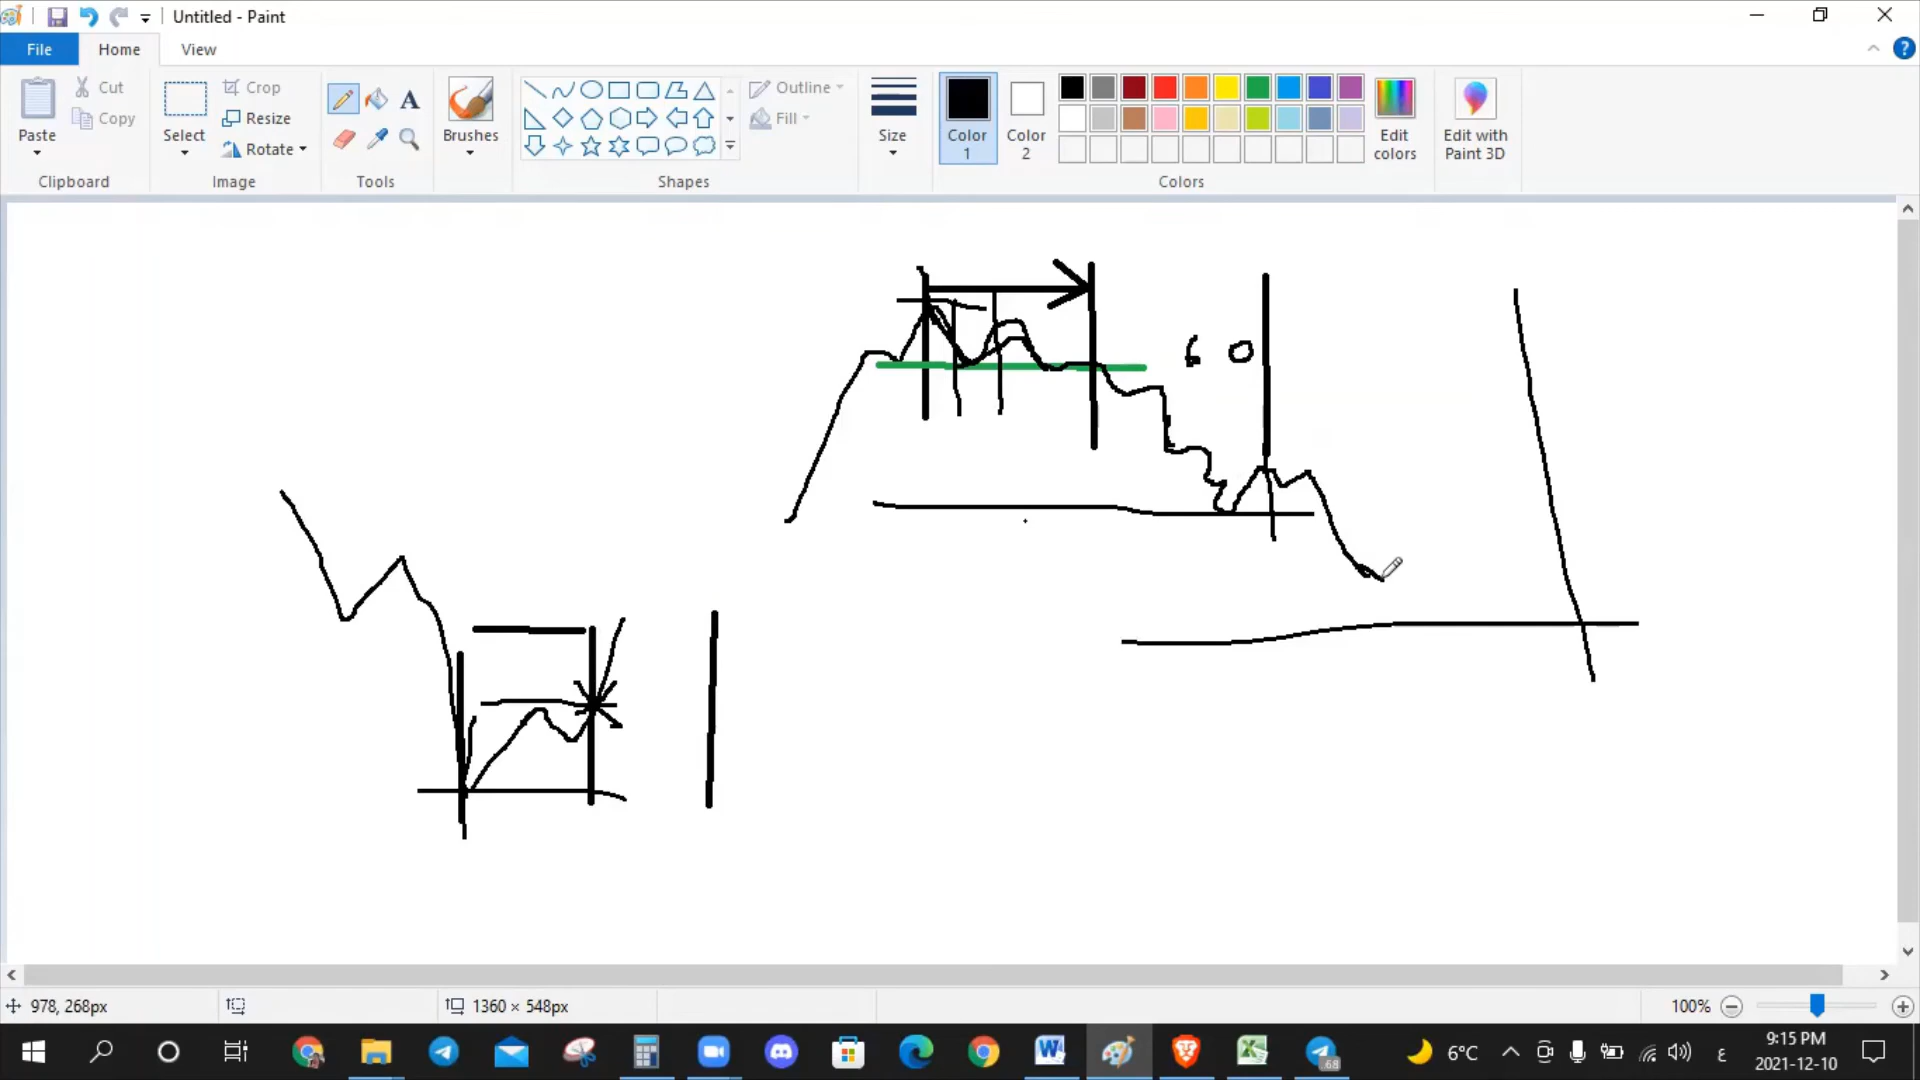 Untitled - Paint
File Home View
Paste
Cut
Copy
Clipboard
Select
Crop
Resize
Rotate
Image
A
Tools
Brushes
Shapes
Outline
Fill
Size
Color 1
Color 2
Edit colors
Colors
Edit with Paint 3D
60
978, 268px
1360 × 548px
100%
68
6°C
ع
9:15 PM
2021-12-10